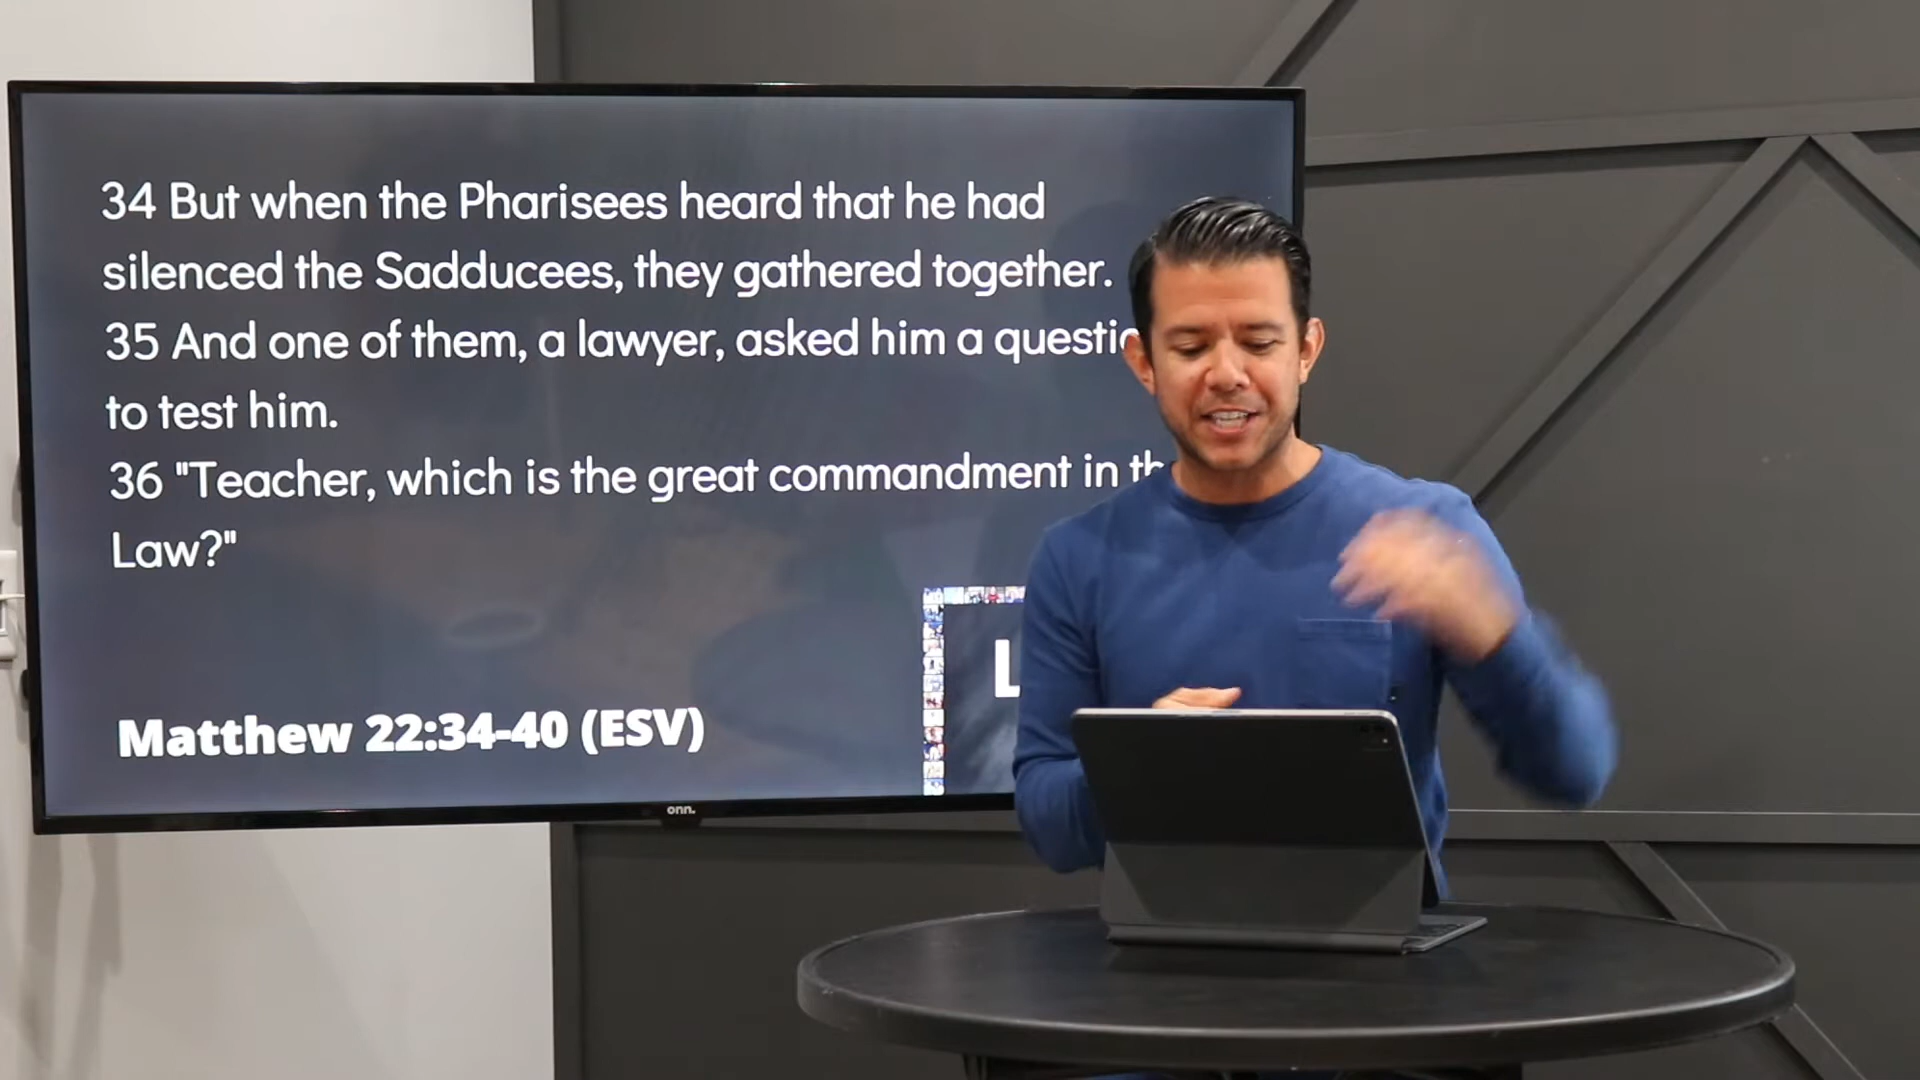 34 But when the Pharisees heard that he had
silenced the Sadducees, they gathered together.
35 And one of them, a lawyer, asked him a
to test him.
36 "Teacher, which is the great commandment in
Law?"
L
Matthew 22:34-40 (ESV)
onn.